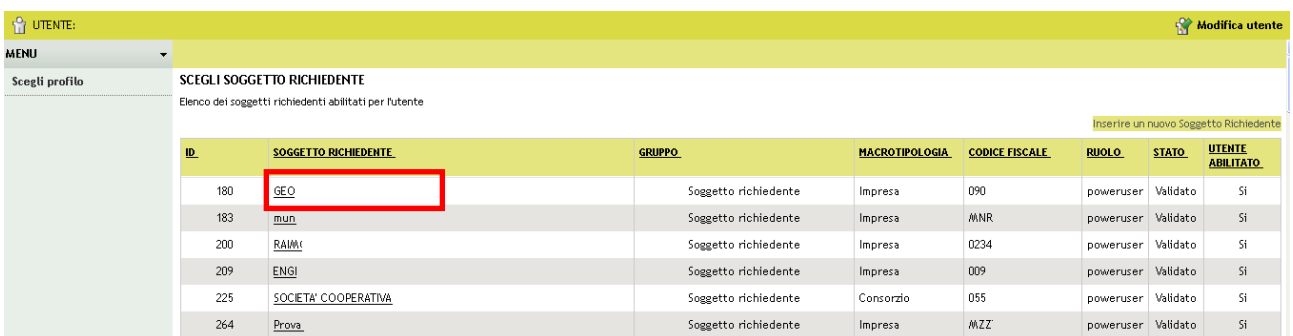 UTENTE: Modifica utente
MENU
Scegli profilo
SCEGLI SOGGETTO RICHIEDENTE
Elenco dei soggetti richiedenti abilitati per l'utente
Inserire un nuovo Soggetto Richiedente
ID SOGGETTO RICHIEDENTE GRUPPO MACROTIPOLOGIA CODICE FISCALE RUOLO STATO UTENTE ABILITATO
180 GEO Soggetto richiedente Impresa 090 poweruser Validato Si
183 mun Soggetto richiedente Impresa MNR poweruser Validato Si
200 RAIM Soggetto richiedente Impresa 0234 poweruser Validato Si
209 ENGI Soggetto richiedente Impresa 009 poweruser Validato Si
225 SOCIETA' COOPERATIVA Soggetto richiedente Consorzio 055 poweruser Validato Si
264 Prova Soggetto richiedente Impresa MZZ poweruser Validato Si